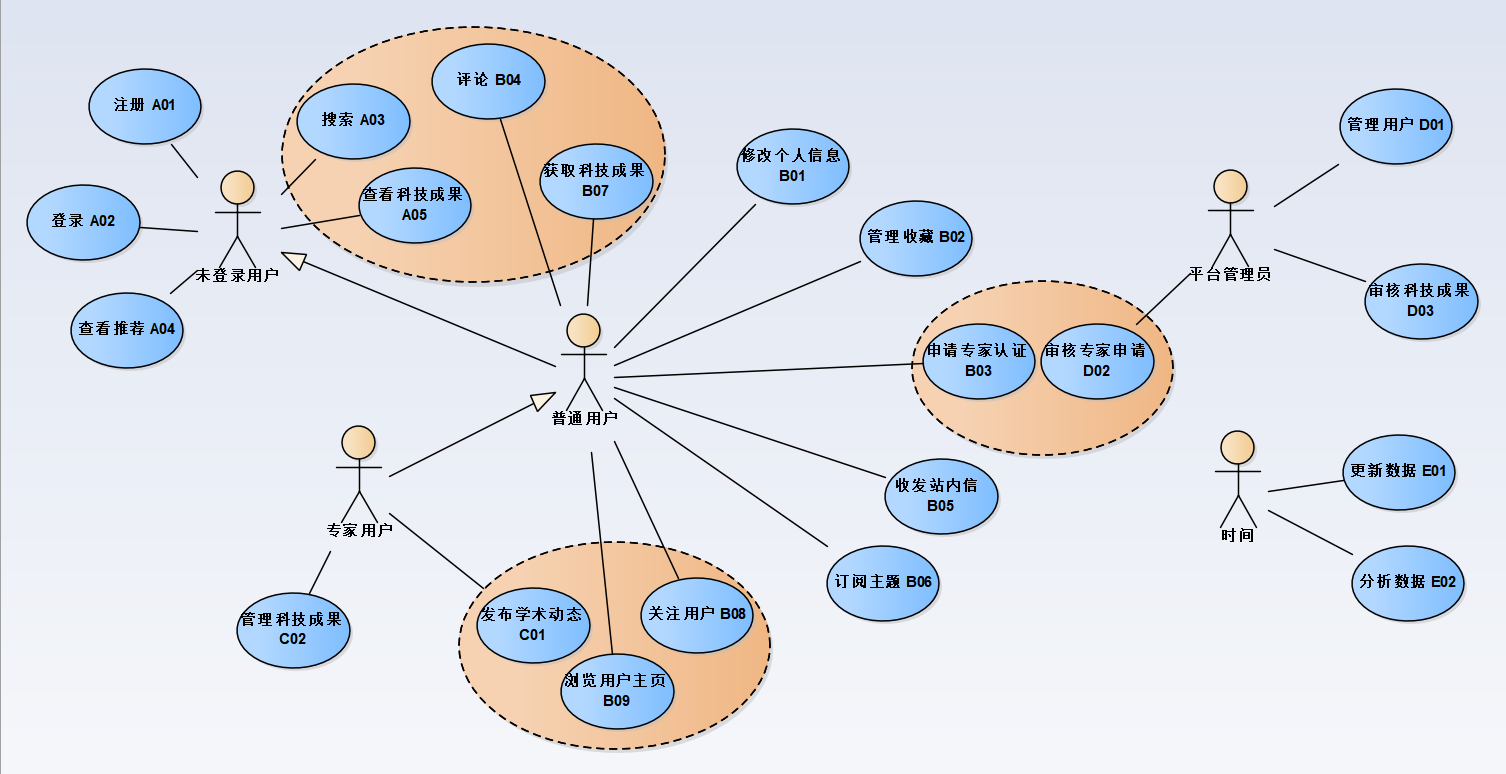 注册 A01
搜索 A03
评论 B04
登录 A02
查看科技成果
A05
获取科技成果
B07
未登录用户
查看推荐 A04
修改个人信息
B01
管理收藏 B02
管理用户 D01
平台管理员
审核科技成果
D03
申请专家认证
B03
审核专家申请
D02
普通用户
收发站内信
B05
订阅主题 B06
专家用户
管理科技成果
C02
发布学术动态
C01
关注用户 B08
浏览用户主页
B09
时间
更新数据 E01
分析数据 E02